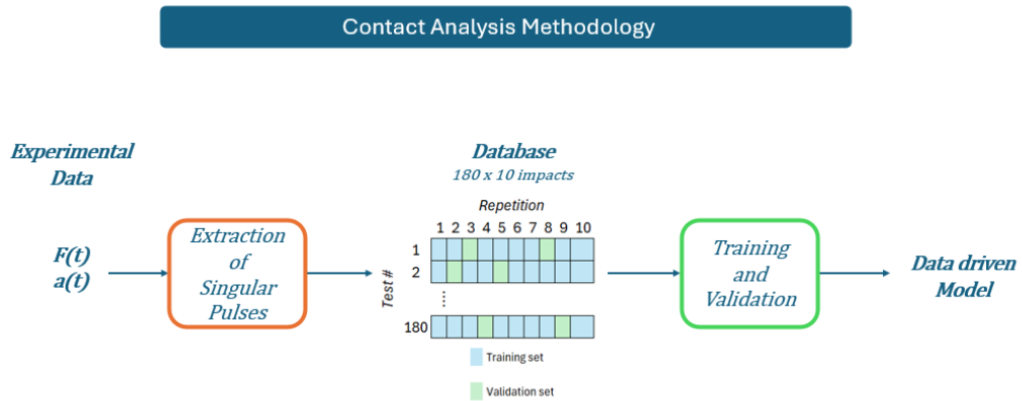 Contact Analysis Methodology
Experimental
Data
F(t)
a(t)
Extraction
of
Singular
Pulses
Database
180 x 10 impacts
Repetition
1 2 3 4 5 6 7 8 9 10
Test #
1
2
180
Training set
Validation set
Training
and
Validation
Data driven
Model